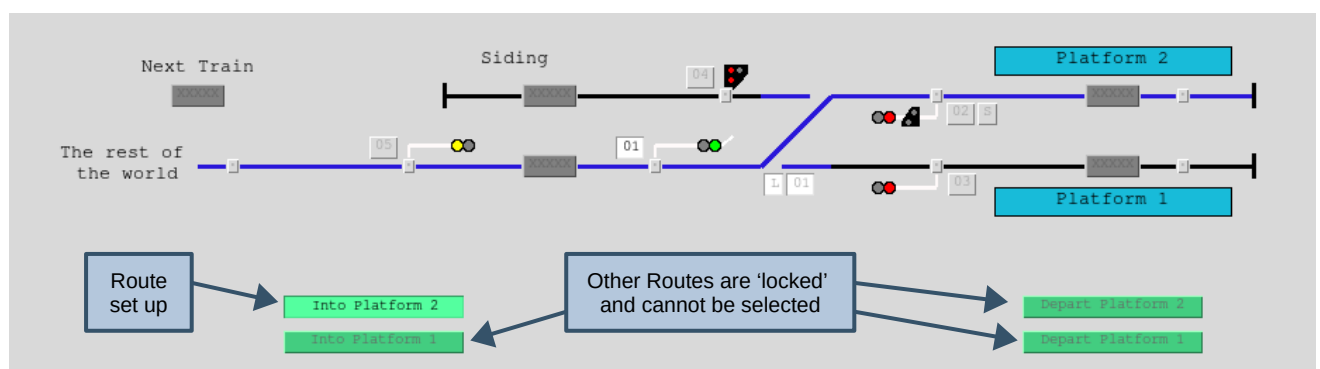 Siding
Platform 2
Next Train
04
XXXXX
XXXXX
XXXXX
02 S
05
01
The rest of
the world
XXXXX
XXXXX
L 01
03
Platform 1
Route
set up
Other Routes are ‘locked’
and cannot be selected
Into Platform 2
Depart Platform 2
Into Platform 1
Depart Platform 1